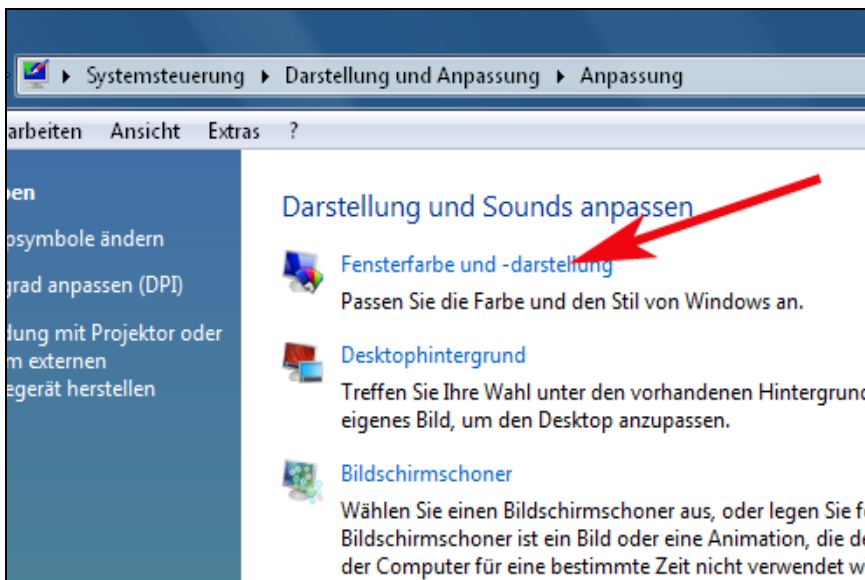 Systemsteuerung ▸ Darstellung und Anpassung ▸ Anpassung
arbeiten Ansicht Extras ?
en
psymbole ändern
grad anpassen (DPI)
dung mit Projektor oder
m externen
egerät herstellen
Darstellung und Sounds anpassen
Fensterfarbe und -darstellung
Passen Sie die Farbe und den Stil von Windows an.
Desktophintergrund
Treffen Sie Ihre Wahl unter den vorhandenen Hintergrund
eigenes Bild, um den Desktop anzupassen.
Bildschirmschoner
Wählen Sie einen Bildschirmschoner aus, oder legen Sie f
Bildschirmschoner ist ein Bild oder eine Animation, die d
der Computer für eine bestimmte Zeit nicht verwendet w